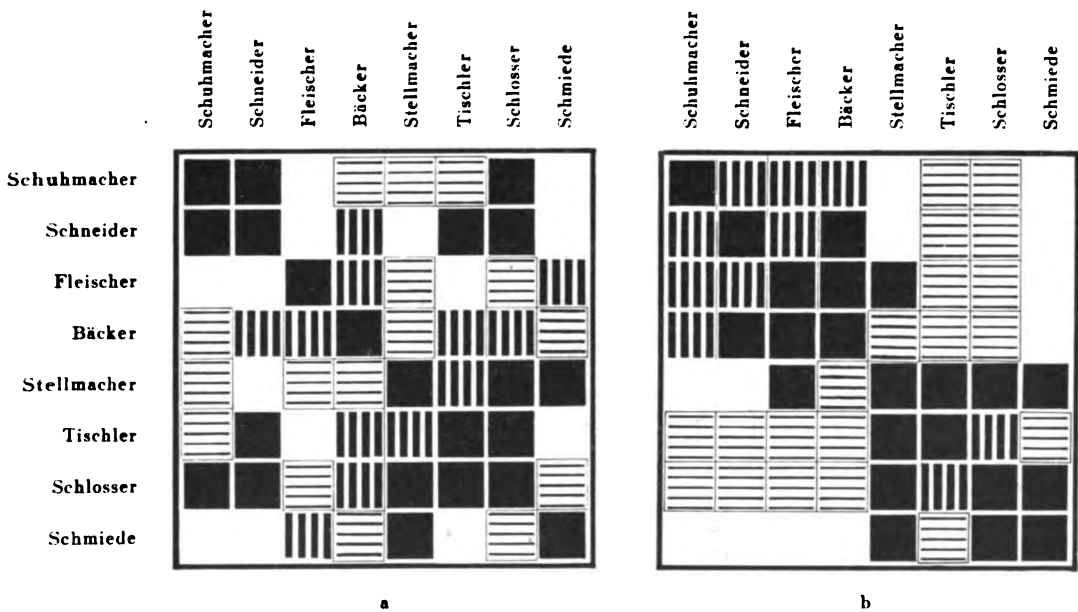 Schuhmacher
Schneider
Fleischer
Bäcker
Stellmacher
Tischler
Schlosser
Schmiede
Schuhmacher
Schneider
Fleischer
Bäcker
Stellmacher
Tischler
Schlosser
Schmiede
Schuhmacher
Schneider
Fleischer
Bäcker
Stellmacher
Tischler
Schlosser
Schmiede
a
b